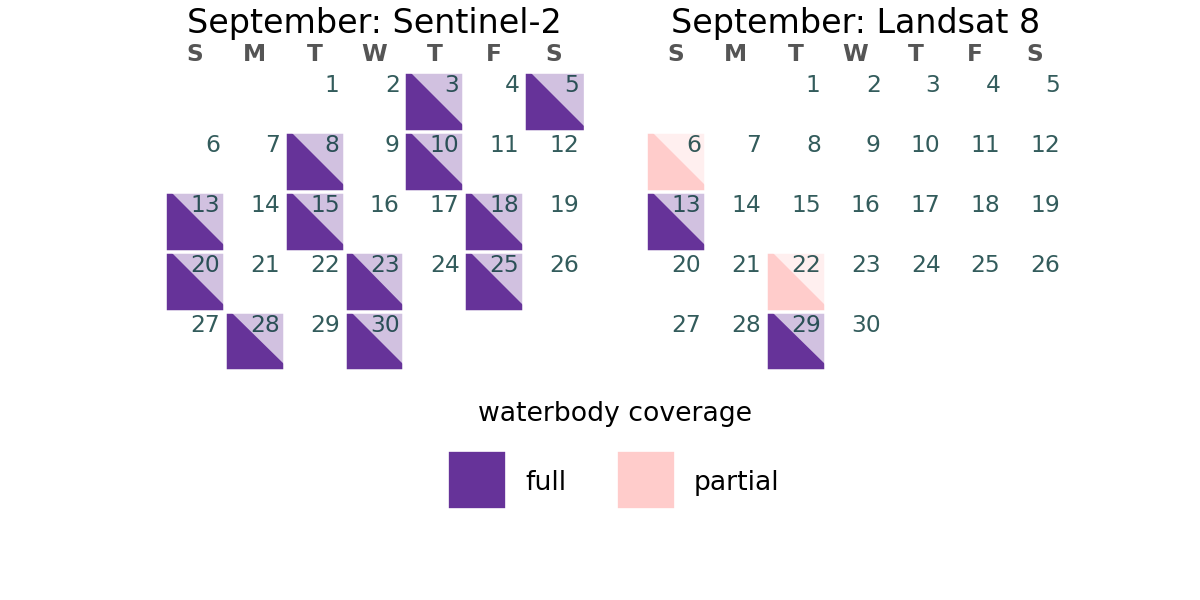 September: Sentinel-2
S M T W T F S
1 2 3 4 5
6 7 8 9 10 11 12
13 14 15 16 17 18 19
20 21 22 23 24 25 26
27 28 29 30
September: Landsat 8
S M T W T F S
1 2 3 4 5
6 7 8 9 10 11 12
13 14 15 16 17 18 19
20 21 22 23 24 25 26
27 28 29 30
waterbody coverage
full
partial